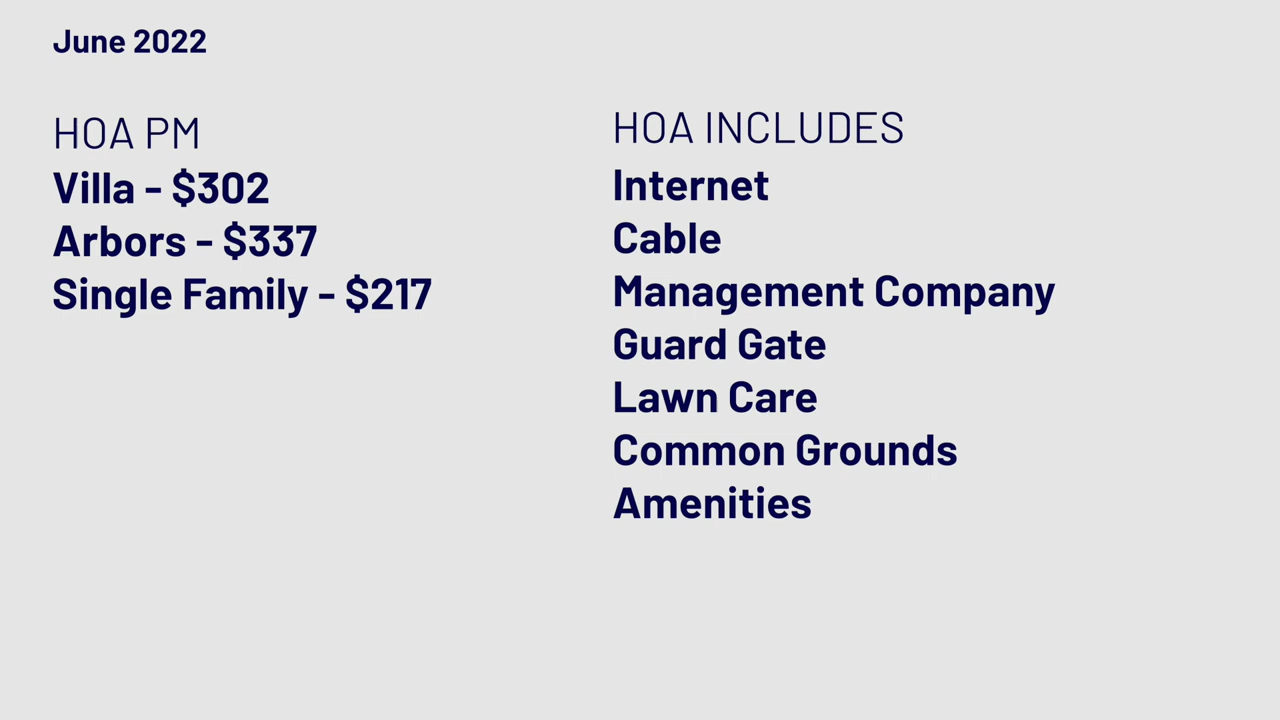 June 2022
HOA PM
Villa - $302
Arbors - $337
Single Family - $217
HOA INCLUDES
Internet
Cable
Management Company
Guard Gate
Lawn Care
Common Grounds
Amenities